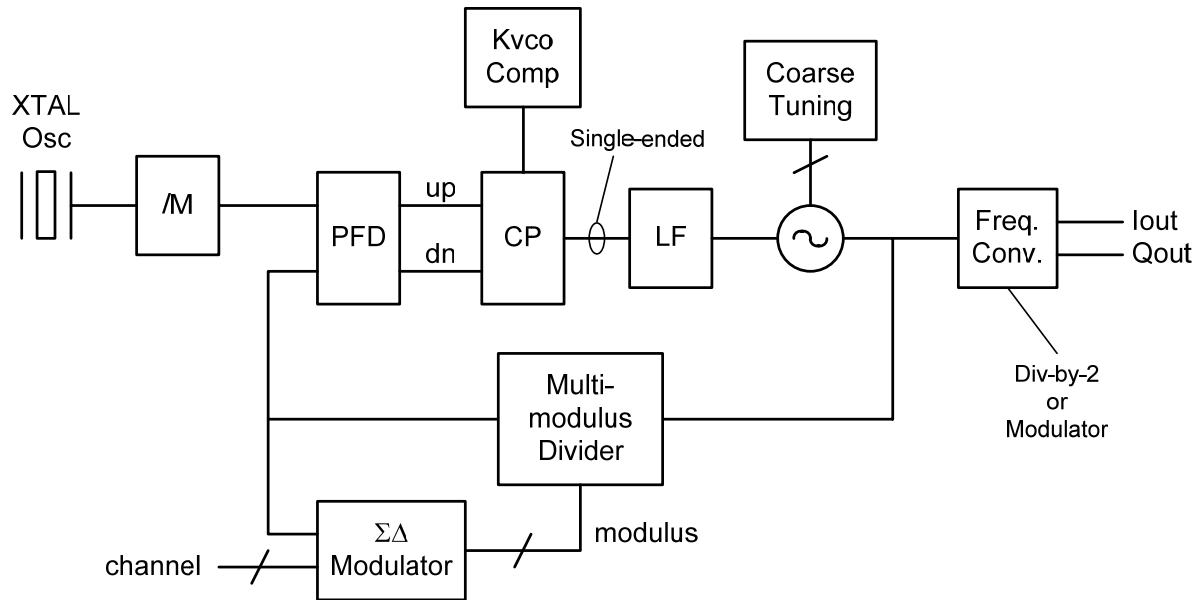 Kvco
Comp
Coarse
Tuning
XTAL
Osc
Single-ended
/M
PFD
up
dn
CP
LF
Freq.
Conv.
Iout
Qout
Multi-
modulus
Divider
Div-by-2
or
Modulator
ΣΔ
Modulator
modulus
channel